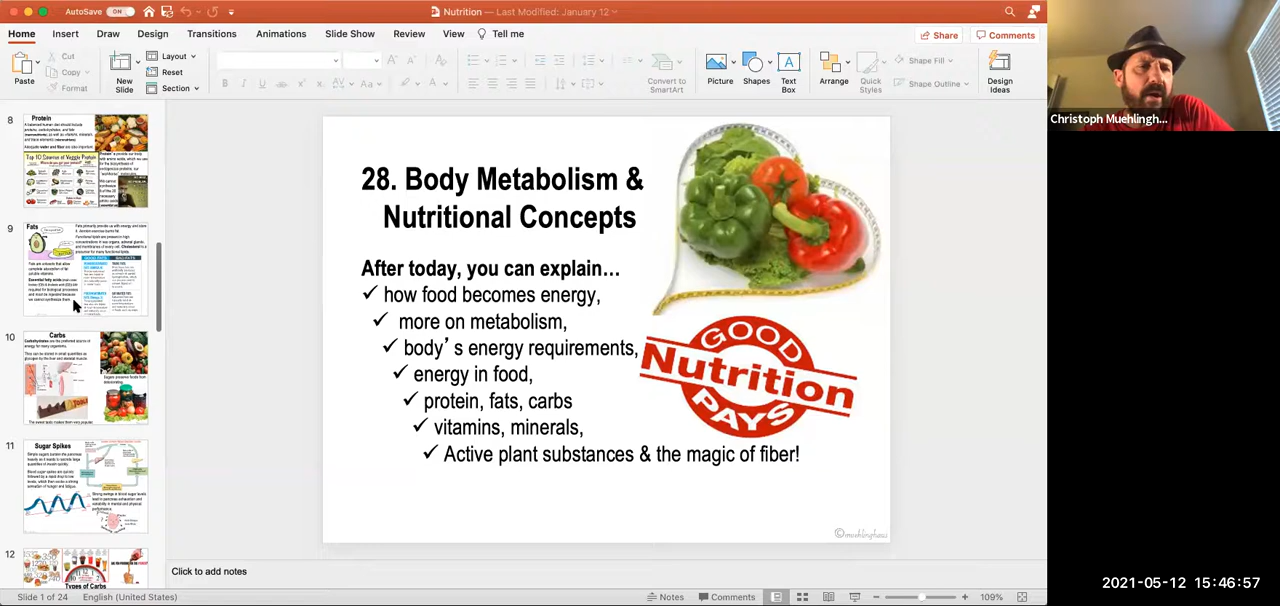 AutoSave ON
Nutrition — Last Modified: January 12
Home Insert Draw Design Transitions Animations Slide Show Review View Tell me
Share Comments
Paste
Cut
Copy
Format
New
Slide
Layout
Reset
Section
Convert to
SmartArt
Picture
Shapes
Text
Box
Arrange
Quick
Styles
Shape Fill
Shape Outline
Design
Ideas
8
Protein
9
Fats
10
Carbs
11
Sugar Spikes
12
Types of Carbs
28. Body Metabolism &
Nutritional Concepts
After today, you can explain…
✓ how food becomes energy,
✓ more on metabolism,
✓ body's energy requirements,
✓ energy in food,
✓ protein, fats, carbs
✓ vitamins, minerals,
✓ Active plant substances & the magic of fiber!
GOOD
Nutrition
PAYS
©muehlinghaus
Click to add notes
Slide 1 of 24 English (United States)
Notes Comments 109%
Christoph Muehlingh...
2021-05-12 15:46:57